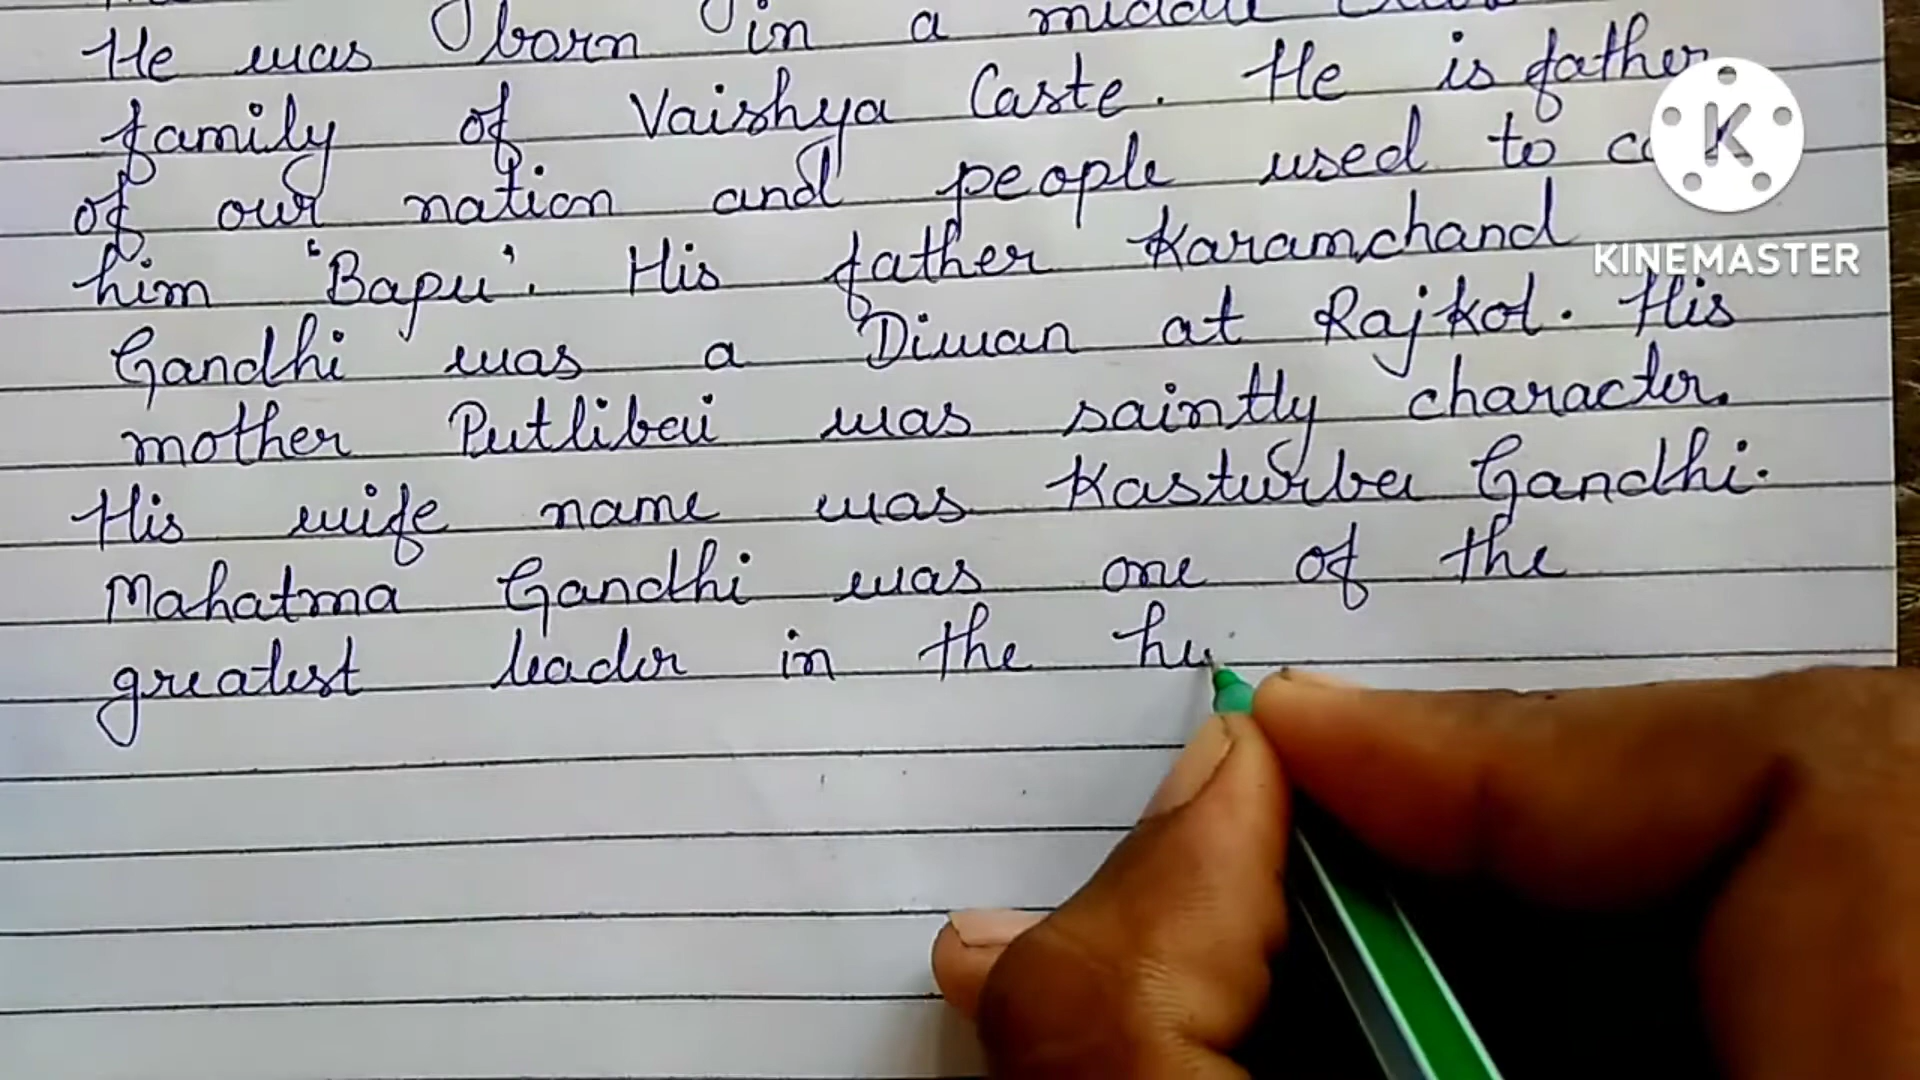 He was born in a middle
family of Vaishya Caste. He is father
of our nation and people used to
him 'Bapu'. His father Karamchand
KINEMASTER
Gandhi was a Diwan at Rajkot. His
mother Putlibai was saintly character.
His wife name was Kasturba Gandhi.
Mahatma Gandhi was one of the
greatest leader in the